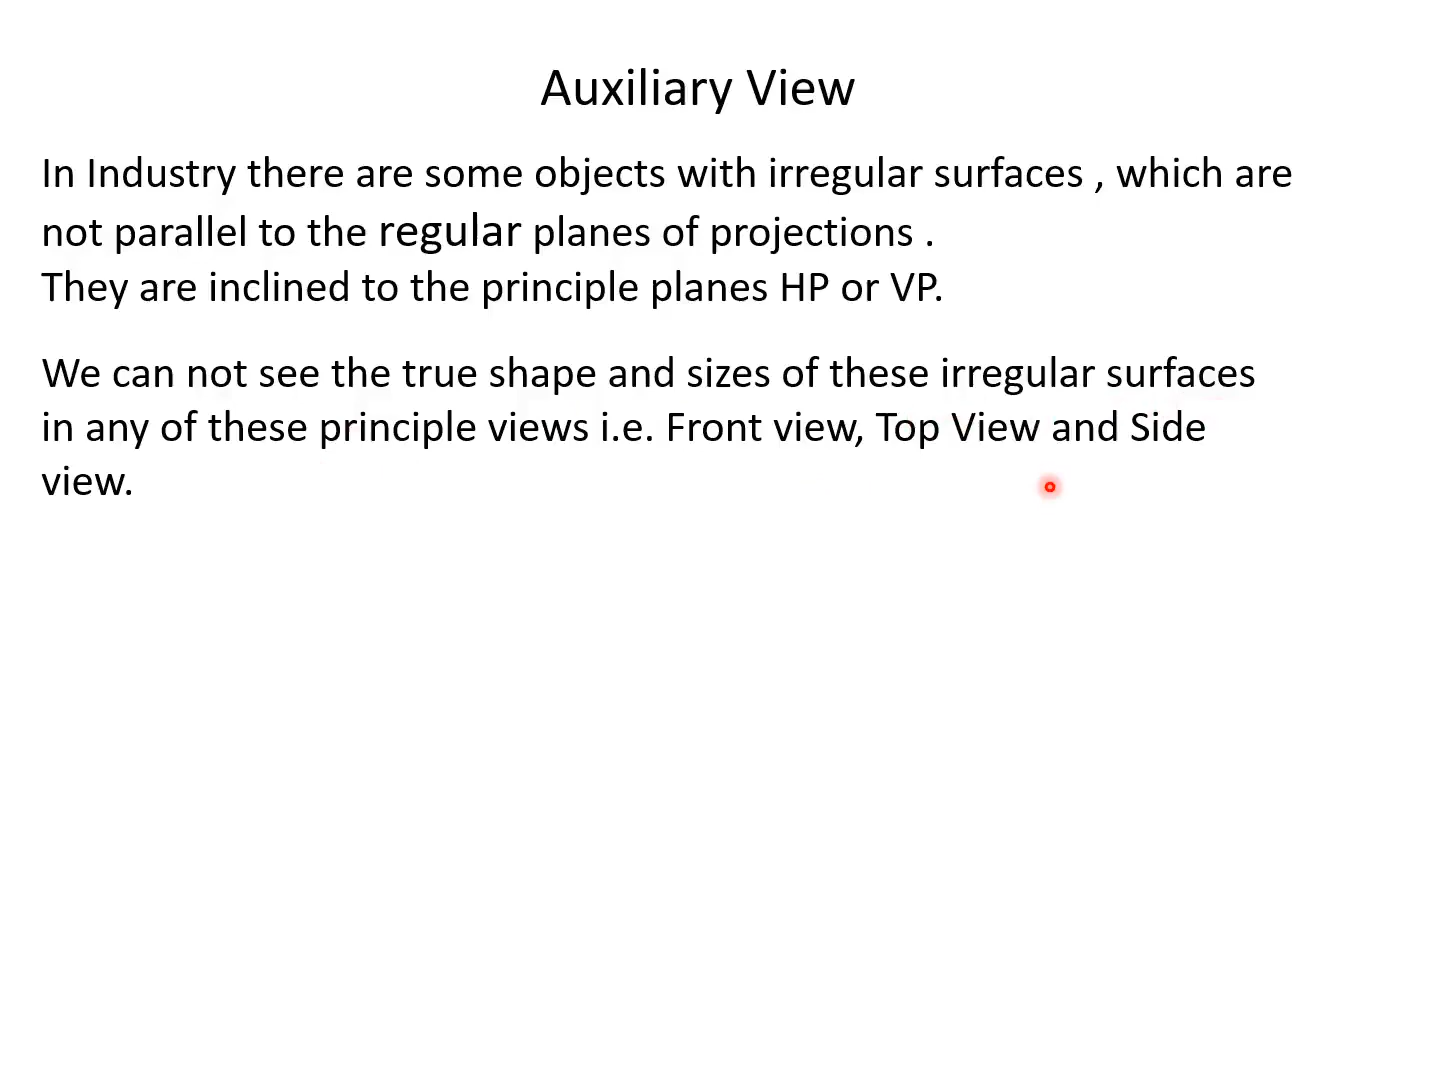 Auxiliary View
In Industry there are some objects with irregular surfaces , which are
not parallel to the regular planes of projections .
They are inclined to the principle planes HP or VP.
We can not see the true shape and sizes of these irregular surfaces
in any of these principle views i.e. Front view, Top View and Side
view.